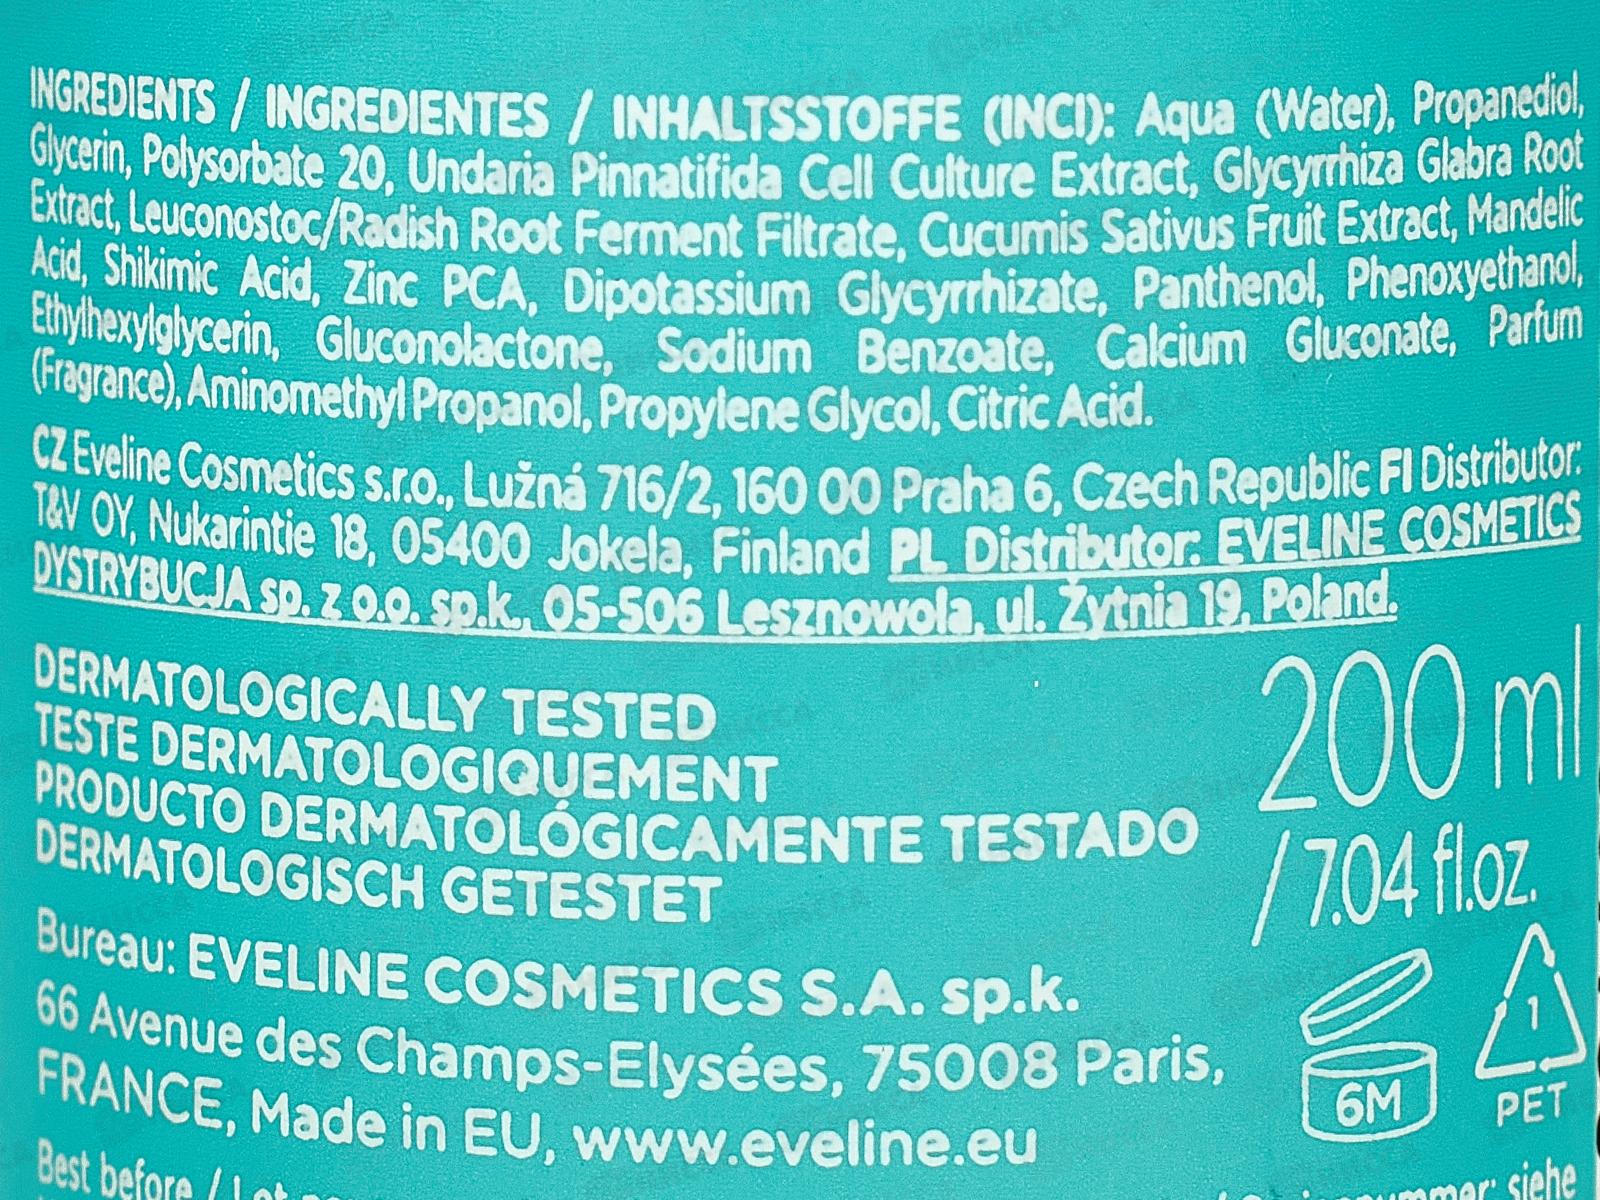 INGREDIENTS / INGREDIENTES / INHALTSSTOFFE (INCI): Aqua (Water), Propanediol,
Glycerin, Polysorbate 20, Undaria Pinnatifida Cell Culture Extract, Glycyrrhiza Glabra Root
Extract, Leuconostoc/Radish Root Ferment Filtrate, Cucumis Sativus Fruit Extract, Mandelic
Acid, Shikimic Acid, Zinc PCA, Dipotassium Glycyrrhizate, Panthenol, Phenoxyethanol,
Ethylhexylglycerin, Gluconolactone, Sodium Benzoate, Calcium Gluconate, Parfum
(Fragrance), Aminomethyl Propanol, Propylene Glycol, Citric Acid.
CZ Eveline Cosmetics s.r.o., Lužná 716/2, 160 00 Praha 6, Czech Republic FI Distributor:
T&V OY, Nukarintie 18, 05400 Jokela, Finland PL Distributor: EVELINE COSMETICS
DYSTRYBUCJA sp. z o.o. sp.k., 05-506 Lesznowola, ul. Żytnia 19, Poland.
DERMATOLOGICALLY TESTED
TESTE DERMATOLOGIQUEMENT
PRODUCTO DERMATOLÓGICAMENTE TESTADO
DERMATOLOGISCH GETESTET
200 ml
/ 7.04 fl.oz.
Bureau: EVELINE COSMETICS S.A. sp.k.
66 Avenue des Champs-Elysées, 75008 Paris,
FRANCE, Made in EU, www.eveline.eu
6M
1
PET
Best before / Lot
siehe